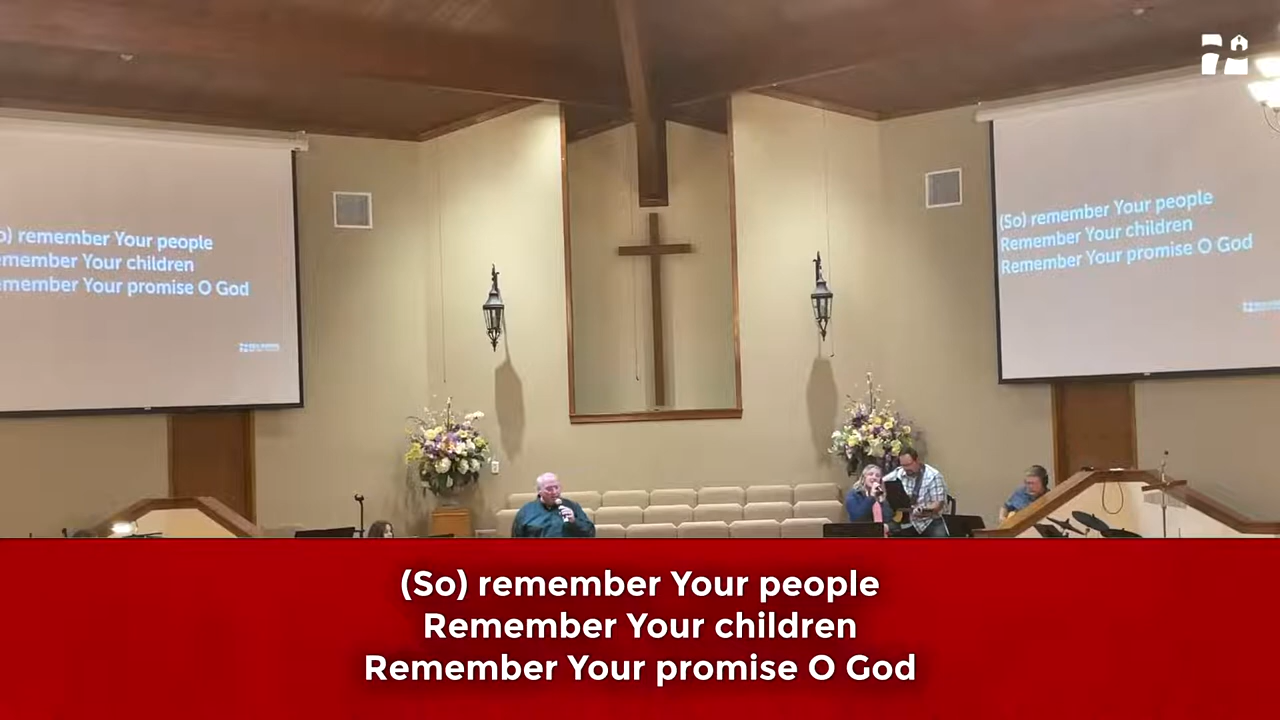 o) remember Your people
emember Your children
emember Your promise O God
(So) remember Your people
Remember Your children
Remember Your promise O God
(So) remember Your people
Remember Your children
Remember Your promise O God